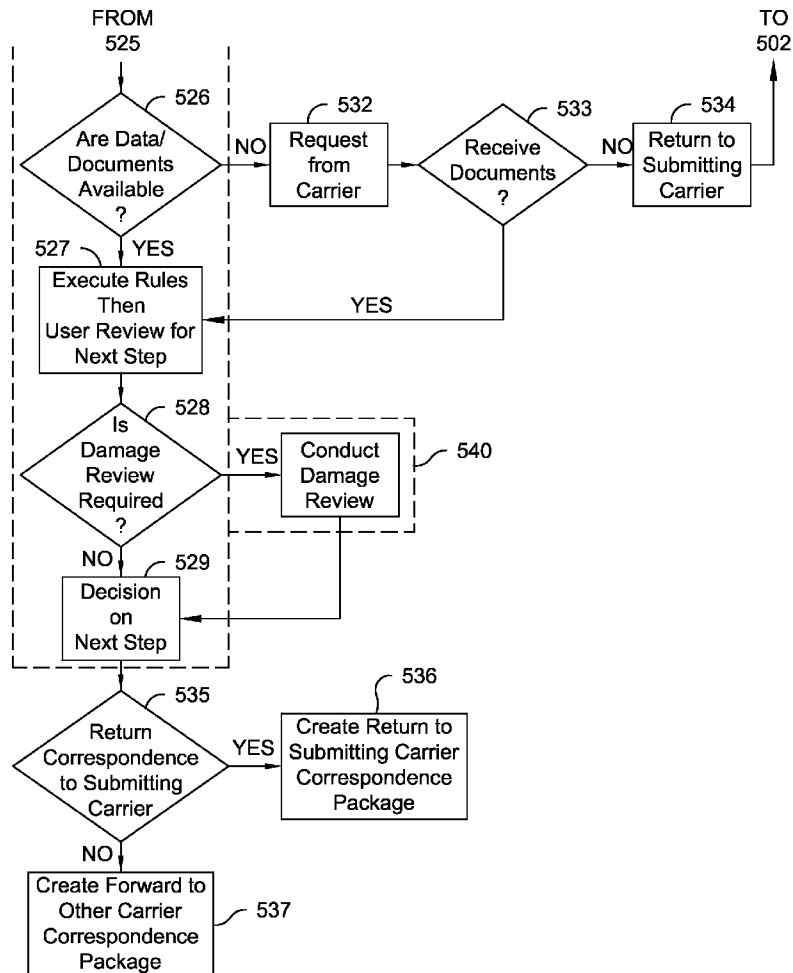 FROM
525
TO
502
526
Are Data/
Documents
Available
?
NO
532
Request
from
Carrier
533
Receive
Documents
?
NO
534
Return to
Submitting
Carrier
YES
527
Execute Rules
Then
User Review for
Next Step
YES
528
Is
Damage
Review
Required
?
YES
Conduct
Damage
Review
540
NO
529
Decision
on
Next Step
535
Return
Correspondence
to Submitting
Carrier
YES
536
Create Return to
Submitting Carrier
Correspondence
Package
NO
Create Forward to
Other Carrier
Correspondence
Package
537